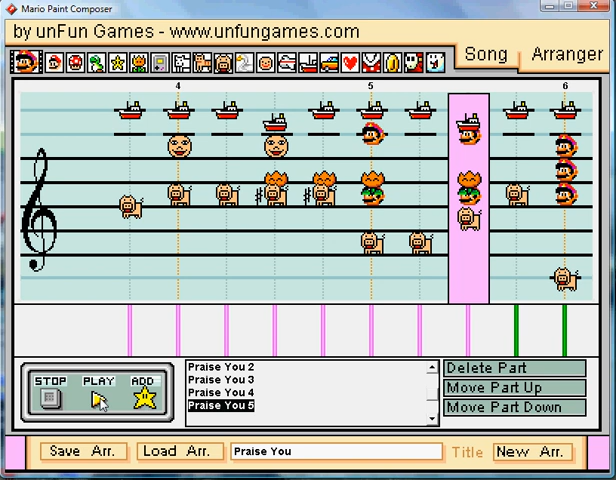 Mario Paint Composer
by unFun Games - www.unfungames.com
Song
Arranger
4
5
6
STOP
PLAY
ADD
Praise You 2
Praise You 3
Praise You 4
Praise You 5
Delete Part
Move Part Up
Move Part Down
Save Arr.
Load Arr.
Praise You
Title
New Arr.